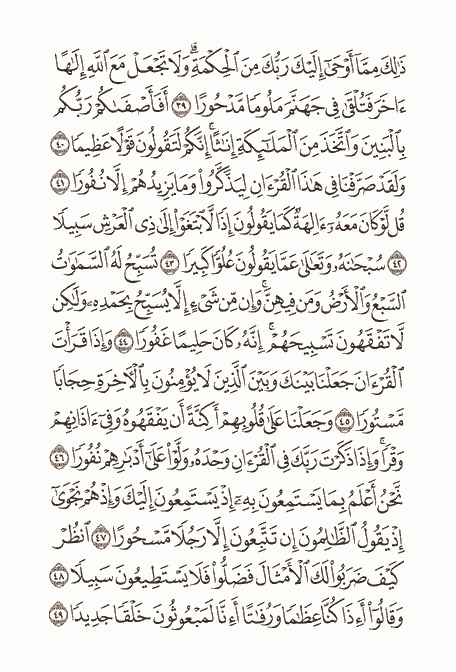 ذَٰلِكَ مِمَّآ أَوْحَىٰٓ إِلَيْكَ رَبُّكَ مِنَ ٱلْحِكْمَةِ ۗ وَلَا تَجْعَلْ مَعَ ٱللَّهِ إِلَٰهًا
ءَاخَرَ فَتُلْقَىٰ فِى جَهَنَّمَ مَلُومًا مَّدْحُورًا ٣٩ أَفَأَصْفَىٰكُمْ رَبُّكُم
بِٱلْبَنِينَ وَٱتَّخَذَ مِنَ ٱلْمَلَٰٓئِكَةِ إِنَٰثًا ۚ إِنَّكُمْ لَتَقُولُونَ قَوْلًا عَظِيمًا ٤٠
وَلَقَدْ صَرَّفْنَا فِى هَٰذَا ٱلْقُرْءَانِ لِيَذَّكَّرُوا۟ وَمَا يَزِيدُهُمْ إِلَّا نُفُورًا ٤١
قُل لَّوْ كَانَ مَعَهُۥٓ ءَالِهَةٌ كَمَا يَقُولُونَ إِذًا لَّٱبْتَغَوْا۟ إِلَىٰ ذِى ٱلْعَرْشِ سَبِيلًا
٤٢ سُبْحَٰنَهُۥ وَتَعَٰلَىٰ عَمَّا يَقُولُونَ عُلُوًّا كَبِيرًا ٤٣ تُسَبِّحُ لَهُ ٱلسَّمَٰوَٰتُ
ٱلسَّبْعُ وَٱلْأَرْضُ وَمَن فِيهِنَّ ۚ وَإِن مِّن شَىْءٍ إِلَّا يُسَبِّحُ بِحَمْدِهِۦ وَلَٰكِن
لَّا تَفْقَهُونَ تَسْبِيحَهُمْ ۗ إِنَّهُۥ كَانَ حَلِيمًا غَفُورًا ٤٤ وَإِذَا قَرَأْتَ
ٱلْقُرْءَانَ جَعَلْنَا بَيْنَكَ وَبَيْنَ ٱلَّذِينَ لَا يُؤْمِنُونَ بِٱلْءَاخِرَةِ حِجَابًا
مَّسْتُورًا ٤٥ وَجَعَلْنَا عَلَىٰ قُلُوبِهِمْ أَكِنَّةً أَن يَفْقَهُوهُ وَفِىٓ ءَاذَانِهِمْ
وَقْرًا ۚ وَإِذَا ذَكَرْتَ رَبَّكَ فِى ٱلْقُرْءَانِ وَحْدَهُۥ وَلَّوْا۟ عَلَىٰٓ أَدْبَٰرِهِمْ نُفُورًا ٤٦
نَّحْنُ أَعْلَمُ بِمَا يَسْتَمِعُونَ بِهِۦٓ إِذْ يَسْتَمِعُونَ إِلَيْكَ وَإِذْ هُمْ نَجْوَىٰٓ
إِذْ يَقُولُ ٱلظَّٰلِمُونَ إِن تَتَّبِعُونَ إِلَّا رَجُلًا مَّسْحُورًا ٤٧ ٱنظُرْ
كَيْفَ ضَرَبُوا۟ لَكَ ٱلْأَمْثَالَ فَضَلُّوا۟ فَلَا يَسْتَطِيعُونَ سَبِيلًا ٤٨
وَقَالُوٓا۟ أَءِذَا كُنَّا عِظَٰمًا وَرُفَٰتًا أَءِنَّا لَمَبْعُوثُونَ خَلْقًا جَدِيدًا ٤٩